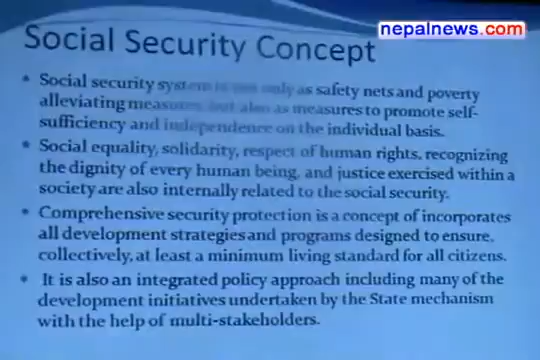 nepalnews.com
Social Security Concept
• Social security system is not only as safety nets and poverty
alleviating measures, but also as measures to promote self-
sufficiency and independence on the individual basis.
• Social equality, solidarity, respect of human rights, recognizing
the dignity of every human being, and justice exercised within a
society are also internally related to the social security.
• Comprehensive security protection is a concept of incorporates
all development strategies and programs designed to ensure,
collectively, at least a minimum living standard for all citizens.
• It is also an integrated policy approach including many of the
development initiatives undertaken by the State mechanism
with the help of multi-stakeholders.